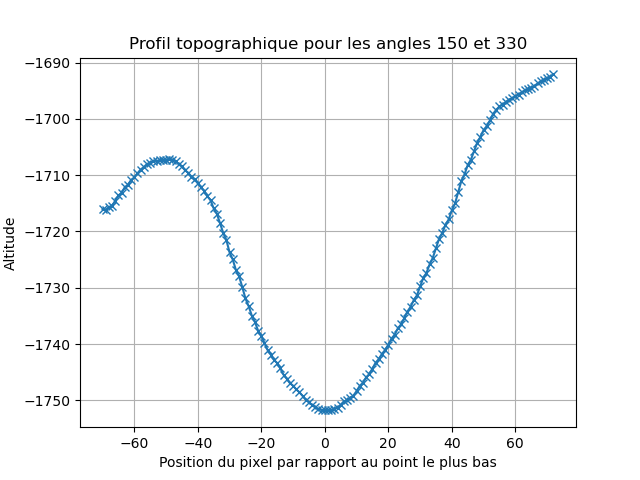 Profil topographique pour les angles 150 et 330
−1690
−1700
−1710
−1720
−1730
−1740
−1750
Altitude
−60 −40 −20 0 20 40 60
Position du pixel par rapport au point le plus bas